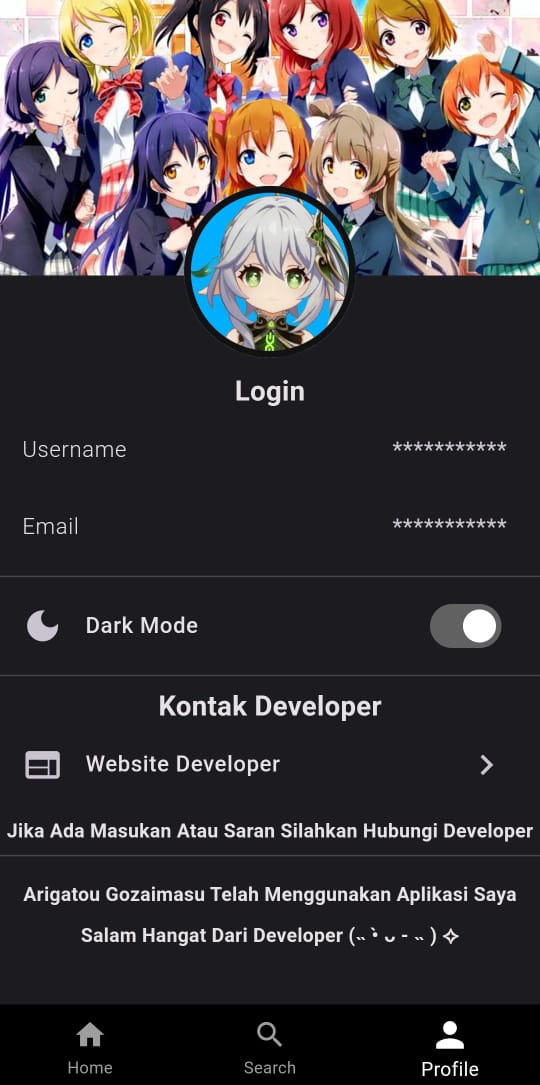 Login
Username ***********
Email ***********
Dark Mode
Kontak Developer
Website Developer
Jika Ada Masukan Atau Saran Silahkan Hubungi Developer
Arigatou Gozaimasu Telah Menggunakan Aplikasi Saya
Salam Hangat Dari Developer (˵ •̀ ᴗ - ˵ ) ✧
Home Search Profile